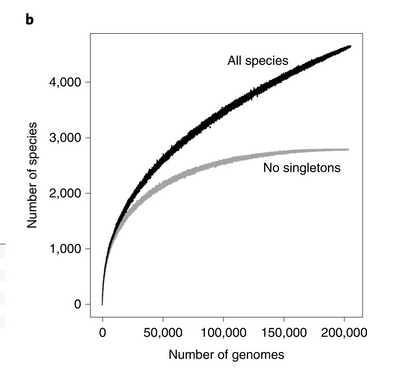 b
All species
No singletons
Number of species
4,000
3,000
2,000
1,000
0
0 50,000 100,000 150,000 200,000
Number of genomes